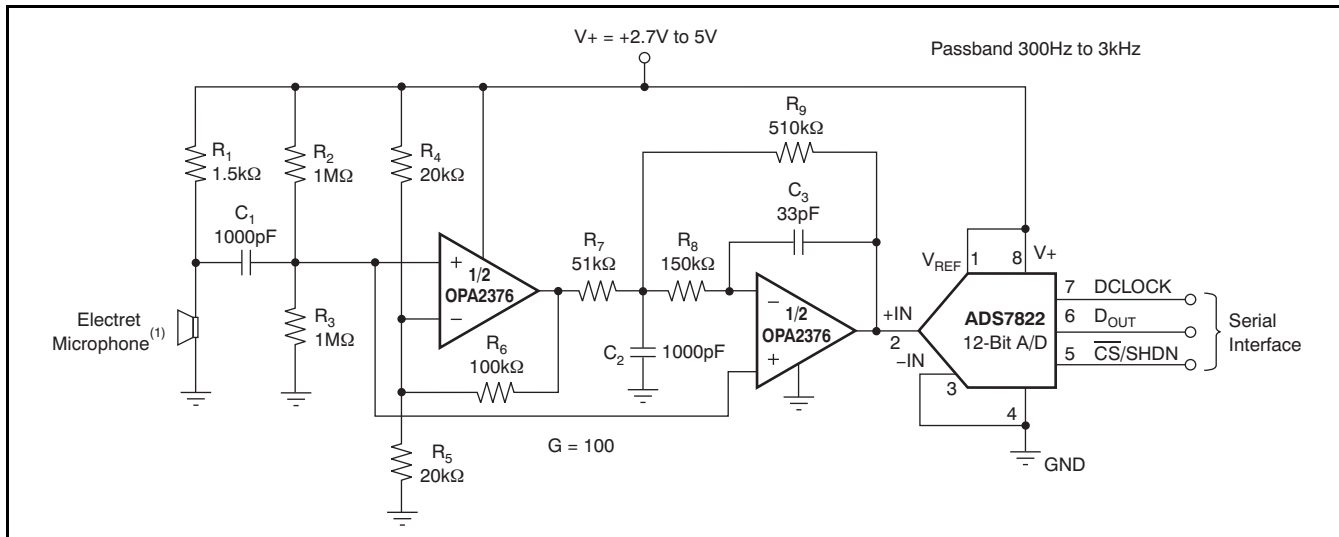 V+ = +2.7V to 5V
Passband 300Hz to 3kHz
R1
1.5kΩ
R2
1MΩ
R4
20kΩ
R9
510kΩ
C1
1000pF
C3
33pF
R7
51kΩ
R8
150kΩ
+
1/2
OPA2376
−
VREF
1
8
V+
7
DCLOCK
6
DOUT
5
CS/SHDN
Serial
Interface
−
1/2
OPA2376
+
+IN
2
−IN
3
ADS7822
12-Bit A/D
4
GND
Electret
Microphone(1)
R3
1MΩ
R6
100kΩ
C2
1000pF
G = 100
R5
20kΩ